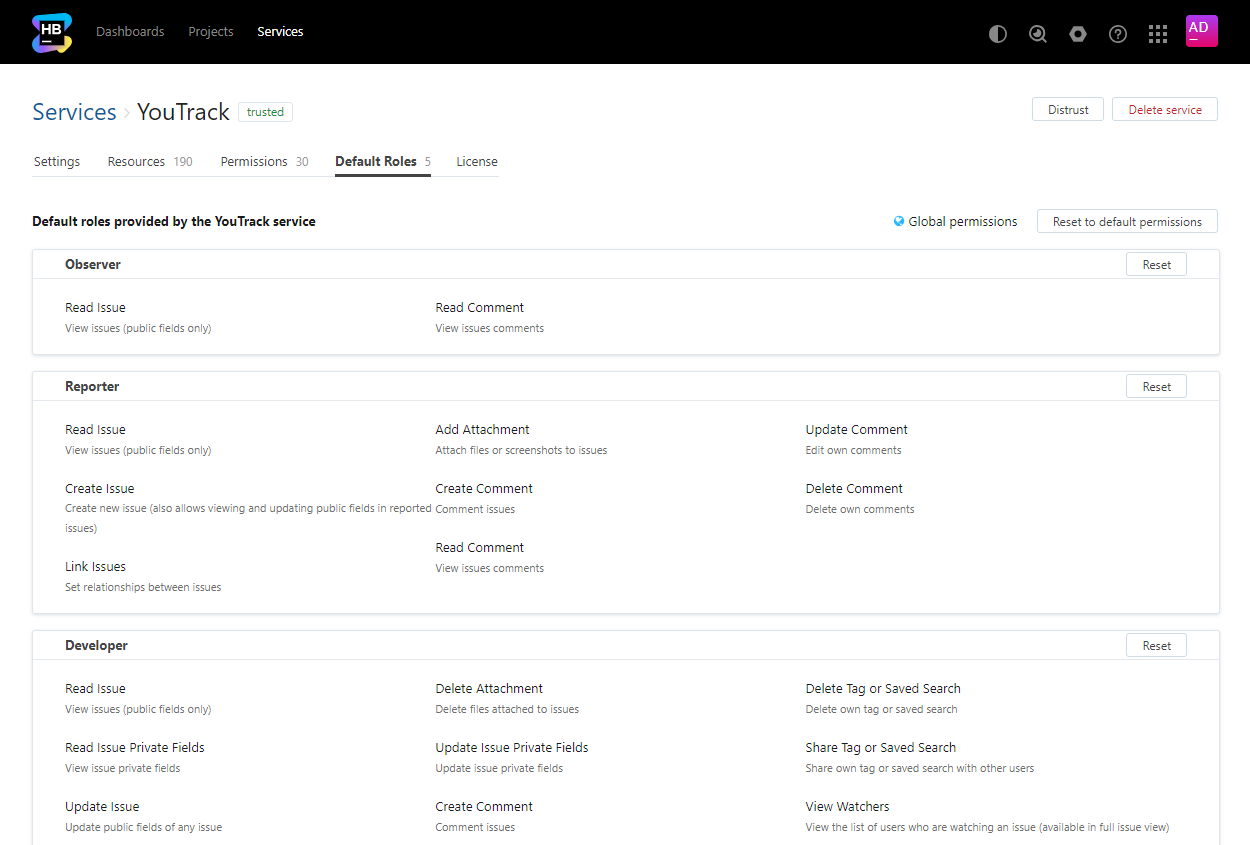 HB
Dashboards Projects Services
AD
Services › YouTrack trusted
Distrust Delete service
Settings Resources 190 Permissions 30 Default Roles 5 License
Default roles provided by the YouTrack service
Global permissions Reset to default permissions
Observer Reset
Read Issue
View issues (public fields only)
Read Comment
View issues comments
Reporter Reset
Read Issue
View issues (public fields only)
Create Issue
Create new issue (also allows viewing and updating public fields in reported
issues)
Link Issues
Set relationships between issues
Add Attachment
Attach files or screenshots to issues
Create Comment
Comment issues
Read Comment
View issues comments
Update Comment
Edit own comments
Delete Comment
Delete own comments
Developer Reset
Read Issue
View issues (public fields only)
Read Issue Private Fields
View issue private fields
Update Issue
Update public fields of any issue
Delete Attachment
Delete files attached to issues
Update Issue Private Fields
Update issue private fields
Create Comment
Comment issues
Delete Tag or Saved Search
Delete own tag or saved search
Share Tag or Saved Search
Share own tag or saved search with other users
View Watchers
View the list of users who are watching an issue (available in full issue view)